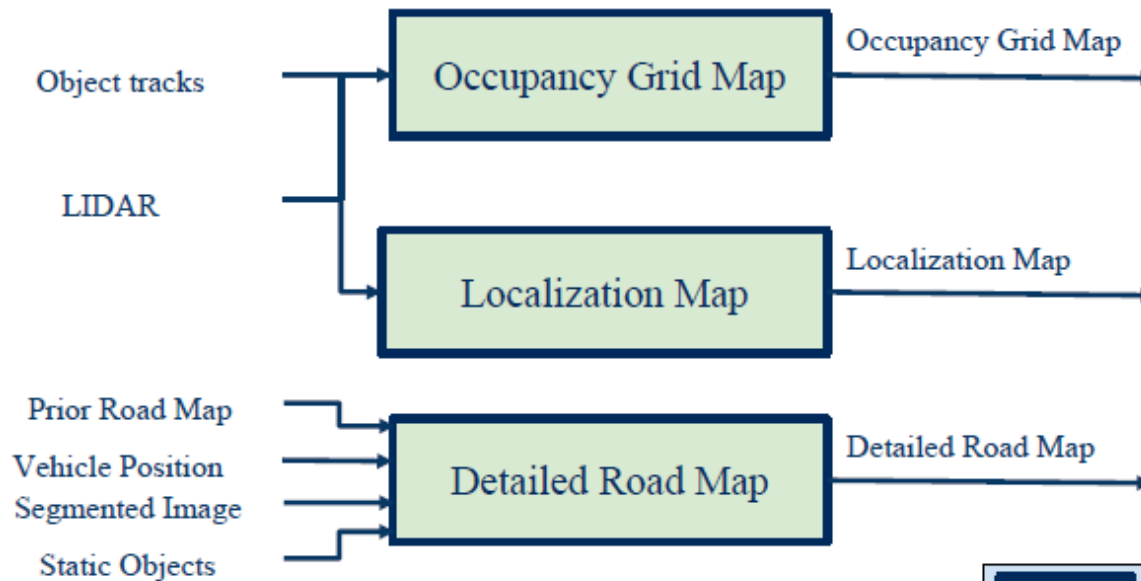 Object tracks
Occupancy Grid Map
Occupancy Grid Map
LIDAR
Localization Map
Localization Map
Prior Road Map
Vehicle Position
Segmented Image
Static Objects
Detailed Road Map
Detailed Road Map